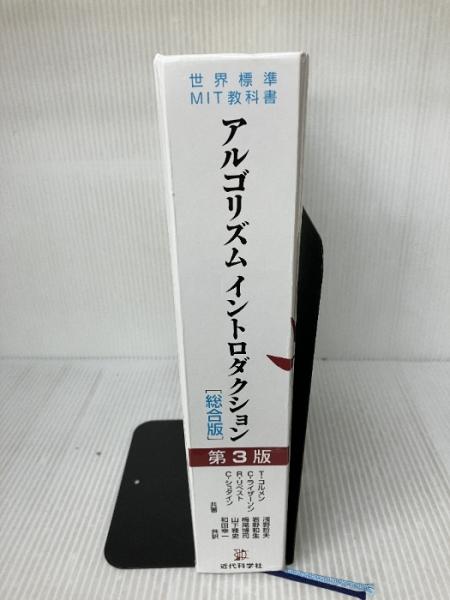 世界標準
MIT教科書
アルゴリズムイントロダクション
[総合版]
第3版
T・コルメン
C・ライザーソン
R・リベスト
C・シュタイン
共著
浅野哲夫
岩野和生
梅尾博司
山下雅史
和田幸一
共訳
近代科学社